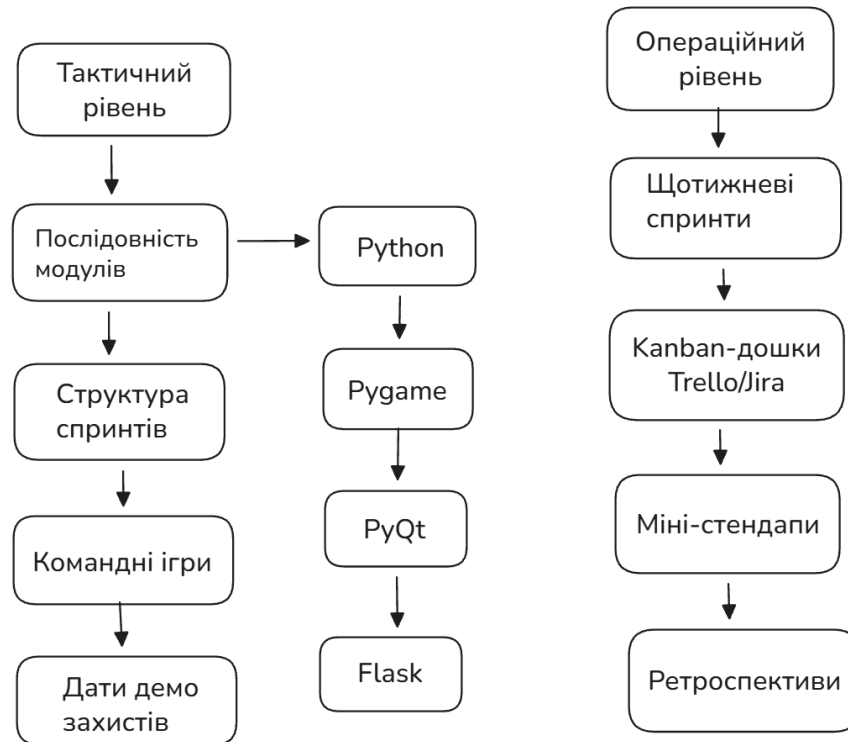 Тактичний
рівень
Послідовність
модулів
Структура
спринтів
Командні ігри
Дати демо
захистів
Python
Pygame
PyQt
Flask
Операційний
рівень
Щотижневі
спринти
Kanban-дошки
Trello/Jira
Міні-стендапи
Ретроспективи